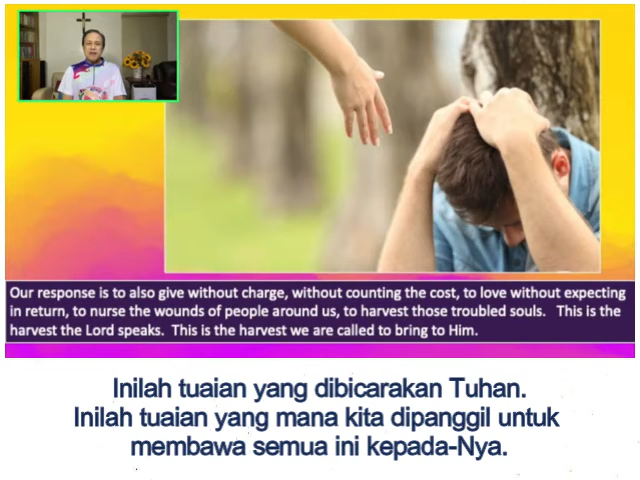 Our response is to also give without charge, without counting the cost, to love without expecting
in return, to nurse the wounds of people around us, to harvest those troubled souls.   This is the
harvest the Lord speaks.  This is the harvest we are called to bring to Him.
Inilah tuaian yang dibicarakan Tuhan.
Inilah tuaian yang mana kita dipanggil untuk
membawa semua ini kepada-Nya.